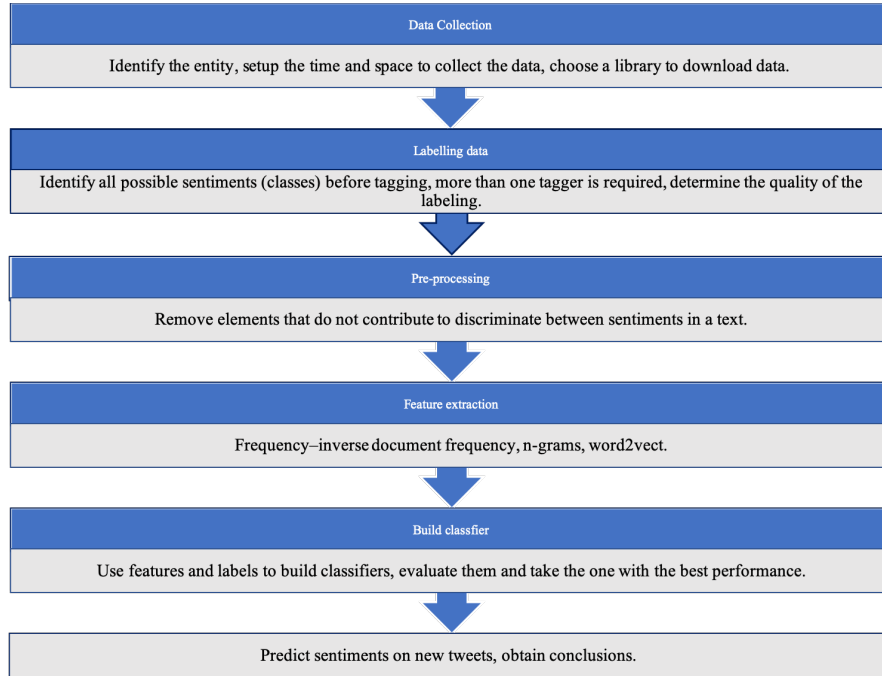 Data Collection
Identify the entity, setup the time and space to collect the data, choose a library to download data.
Labelling data
Identify all possible sentiments (classes) before tagging, more than one tagger is required, determine the quality of the
labeling.
Pre-processing
Remove elements that do not contribute to discriminate between sentiments in a text.
Feature extraction
Frequency–inverse document frequency, n-grams, word2vect.
Build classfier
Use features and labels to build classifiers, evaluate them and take the one with the best performance.
Predict sentiments on new tweets, obtain conclusions.